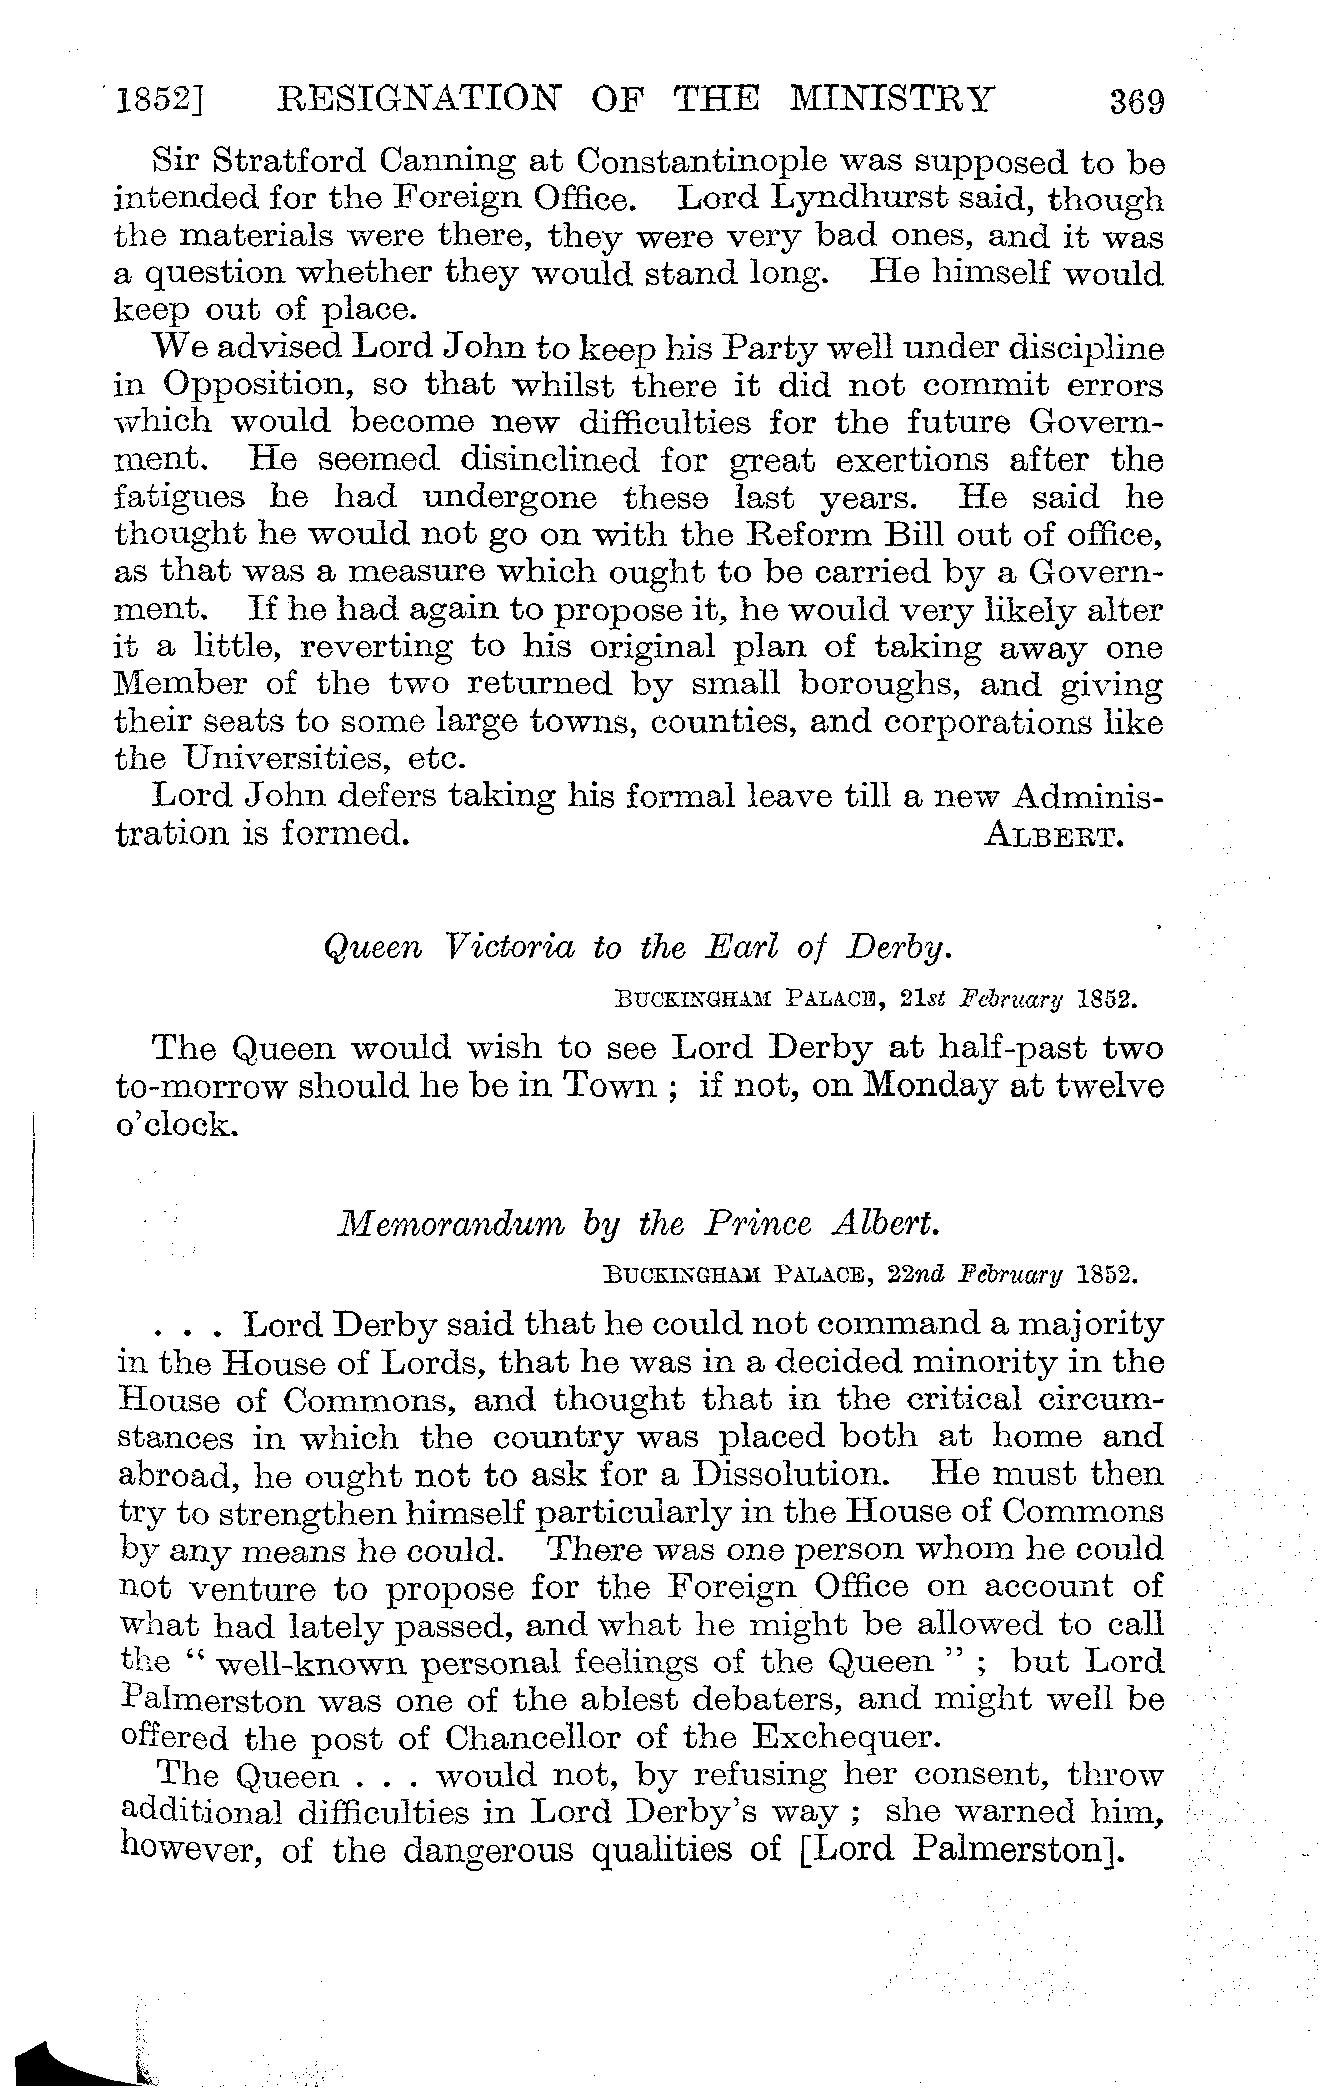 1852] RESIGNATION OF THE MINISTRY 369
Sir Stratford Canning at Constantinople was supposed to be
intended for the Foreign Office. Lord Lyndhurst said, though
the materials were there, they were very bad ones, and it was
a question whether they would stand long. He himself would
keep out of place.
We advised Lord John to keep his Party well under discipline
in Opposition, so that whilst there it did not commit errors
which would become new difficulties for the future Govern-
ment. He seemed disinclined for great exertions after the
fatigues he had undergone these last years. He said he
thought he would not go on with the Reform Bill out of office,
as that was a measure which ought to be carried by a Govern-
ment. If he had again to propose it, he would very likely alter
it a little, reverting to his original plan of taking away one
Member of the two returned by small boroughs, and giving
their seats to some large towns, counties, and corporations like
the Universities, etc.
Lord John defers taking his formal leave till a new Adminis-
tration is formed. ALBERT.
Queen Victoria to the Earl of Derby.
BUCKINGHAM PALACE, 21st February 1852.
The Queen would wish to see Lord Derby at half-past two
to-morrow should he be in Town ; if not, on Monday at twelve
o'clock.
Memorandum by the Prince Albert.
BUCKINGHAM PALACE, 22nd February 1852.
. . . Lord Derby said that he could not command a majority
in the House of Lords, that he was in a decided minority in the
House of Commons, and thought that in the critical circum-
stances in which the country was placed both at home and
abroad, he ought not to ask for a Dissolution. He must then
try to strengthen himself particularly in the House of Commons
by any means he could. There was one person whom he could
not venture to propose for the Foreign Office on account of
what had lately passed, and what he might be allowed to call
the “ well-known personal feelings of the Queen ” ; but Lord
Palmerston was one of the ablest debaters, and might well be
offered the post of Chancellor of the Exchequer.
The Queen . . . would not, by refusing her consent, throw
additional difficulties in Lord Derby's way ; she warned him,
however, of the dangerous qualities of [Lord Palmerston].